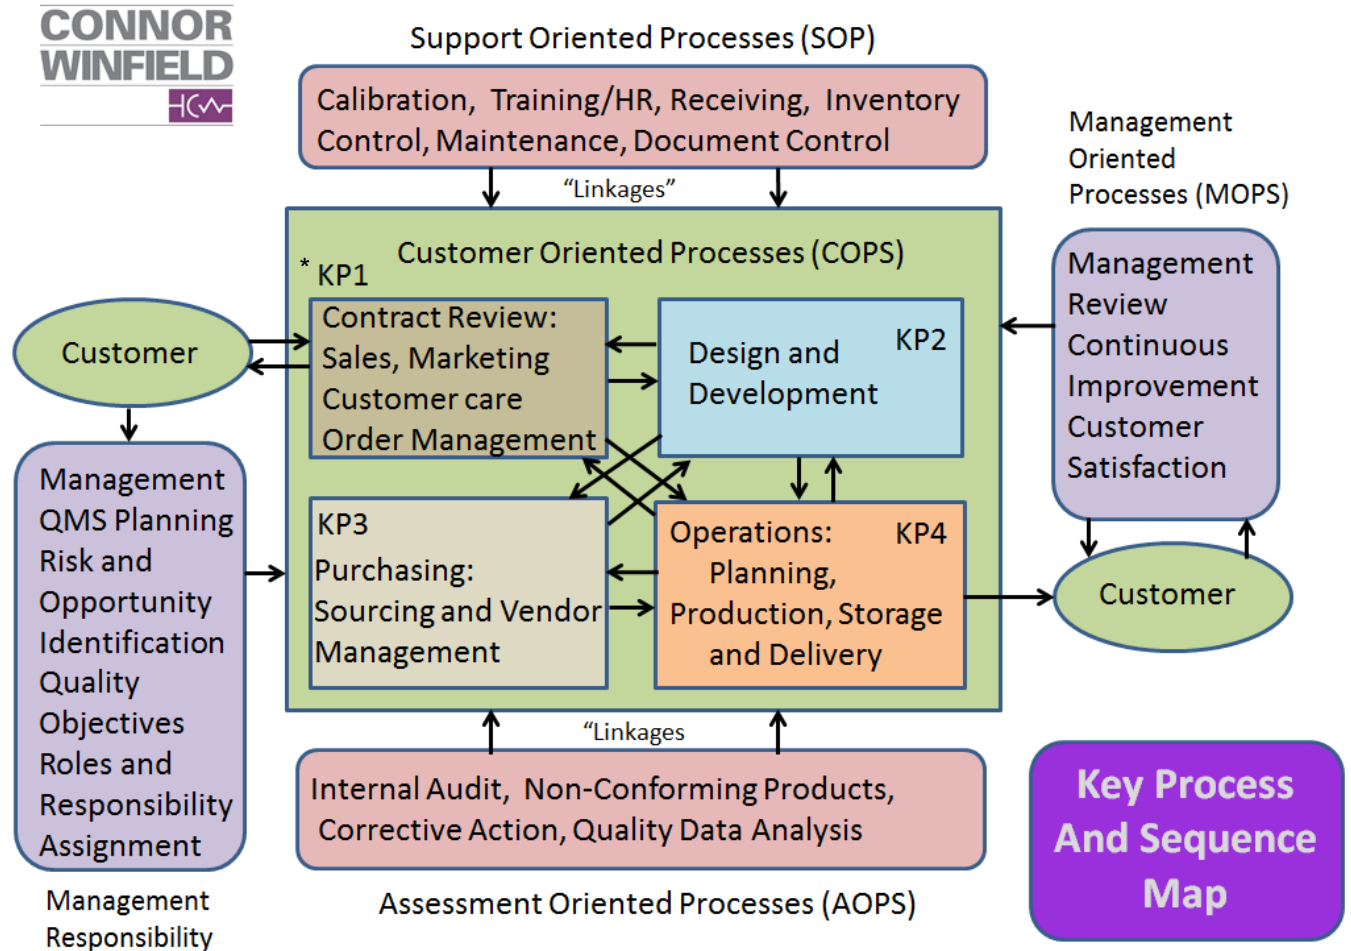 CONNOR
WINFIELD
Support Oriented Processes (SOP)
Calibration, Training/HR, Receiving, Inventory
Control, Maintenance, Document Control
“Linkages”
Management
Oriented
Processes (MOPS)
Customer Oriented Processes (COPS)
* KP1
Contract Review:
Sales, Marketing
Customer care
Order Management
KP2
Design and
Development
Customer
Management
Review
Continuous
Improvement
Customer
Satisfaction
Management
QMS Planning
Risk and
Opportunity
Identification
Quality
Objectives
Roles and
Responsibility
Assignment
KP3
Purchasing:
Sourcing and Vendor
Management
Operations: KP4
Planning,
Production, Storage
and Delivery
Customer
“Linkages
Internal Audit, Non-Conforming Products,
Corrective Action, Quality Data Analysis
Assessment Oriented Processes (AOPS)
Management
Responsibility
Key Process
And Sequence
Map